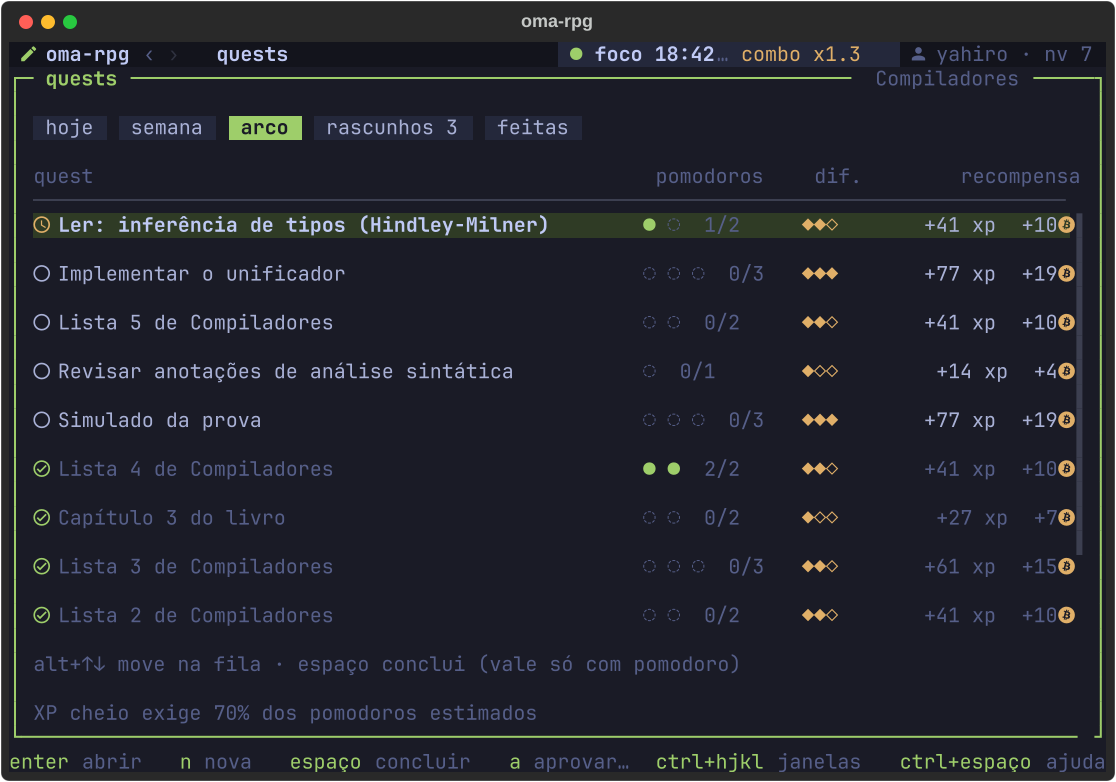 oma-rpg
oma-rpg ‹ › quests foco 18:42… combo x1.3 yahiro · nv 7
quests Compiladores
hoje semana arco rascunhos 3 feitas
quest pomodoros dif. recompensa
Ler: inferência de tipos (Hindley-Milner) 1/2 +41 xp +10
Implementar o unificador 0/3 +77 xp +19
Lista 5 de Compiladores 0/2 +41 xp +10
Revisar anotações de análise sintática 0/1 +14 xp +4
Simulado da prova 0/3 +77 xp +19
Lista 4 de Compiladores 2/2 +41 xp +10
Capítulo 3 do livro 0/2 +27 xp +7
Lista 3 de Compiladores 0/3 +61 xp +15
Lista 2 de Compiladores 0/2 +41 xp +10
alt+↑↓ move na fila · espaço conclui (vale só com pomodoro)
XP cheio exige 70% dos pomodoros estimados
enter abrir n nova espaço concluir a aprovar… ctrl+hjkl janelas ctrl+espaço ajuda